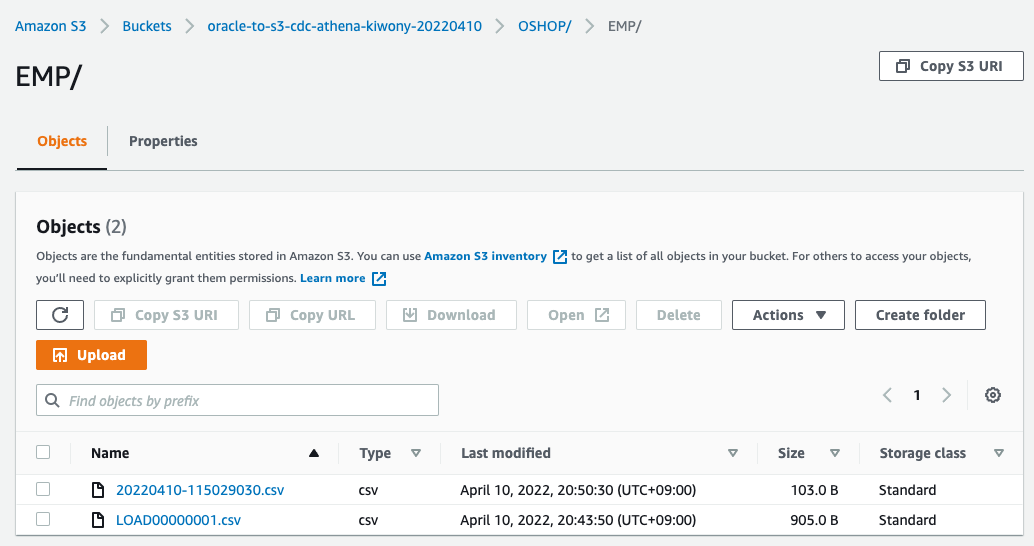 Amazon S3 Buckets oracle-to-s3-cdc-athena-kiwony-20220410 OSHOP/ EMP/
EMP/
Copy S3 URI
Objects Properties
Objects (2)
Objects are the fundamental entities stored in Amazon S3. You can use Amazon S3 inventory to get a list of all objects in your bucket. For others to access your objects,
you'll need to explicitly grant them permissions. Learn more
Copy S3 URI Copy URL Download Open Delete Actions Create folder
Upload
Find objects by prefix
1
Name Type Last modified Size Storage class
20220410-115029030.csv csv April 10, 2022, 20:50:30 (UTC+09:00) 103.0 B Standard
LOAD00000001.csv csv April 10, 2022, 20:43:50 (UTC+09:00) 905.0 B Standard